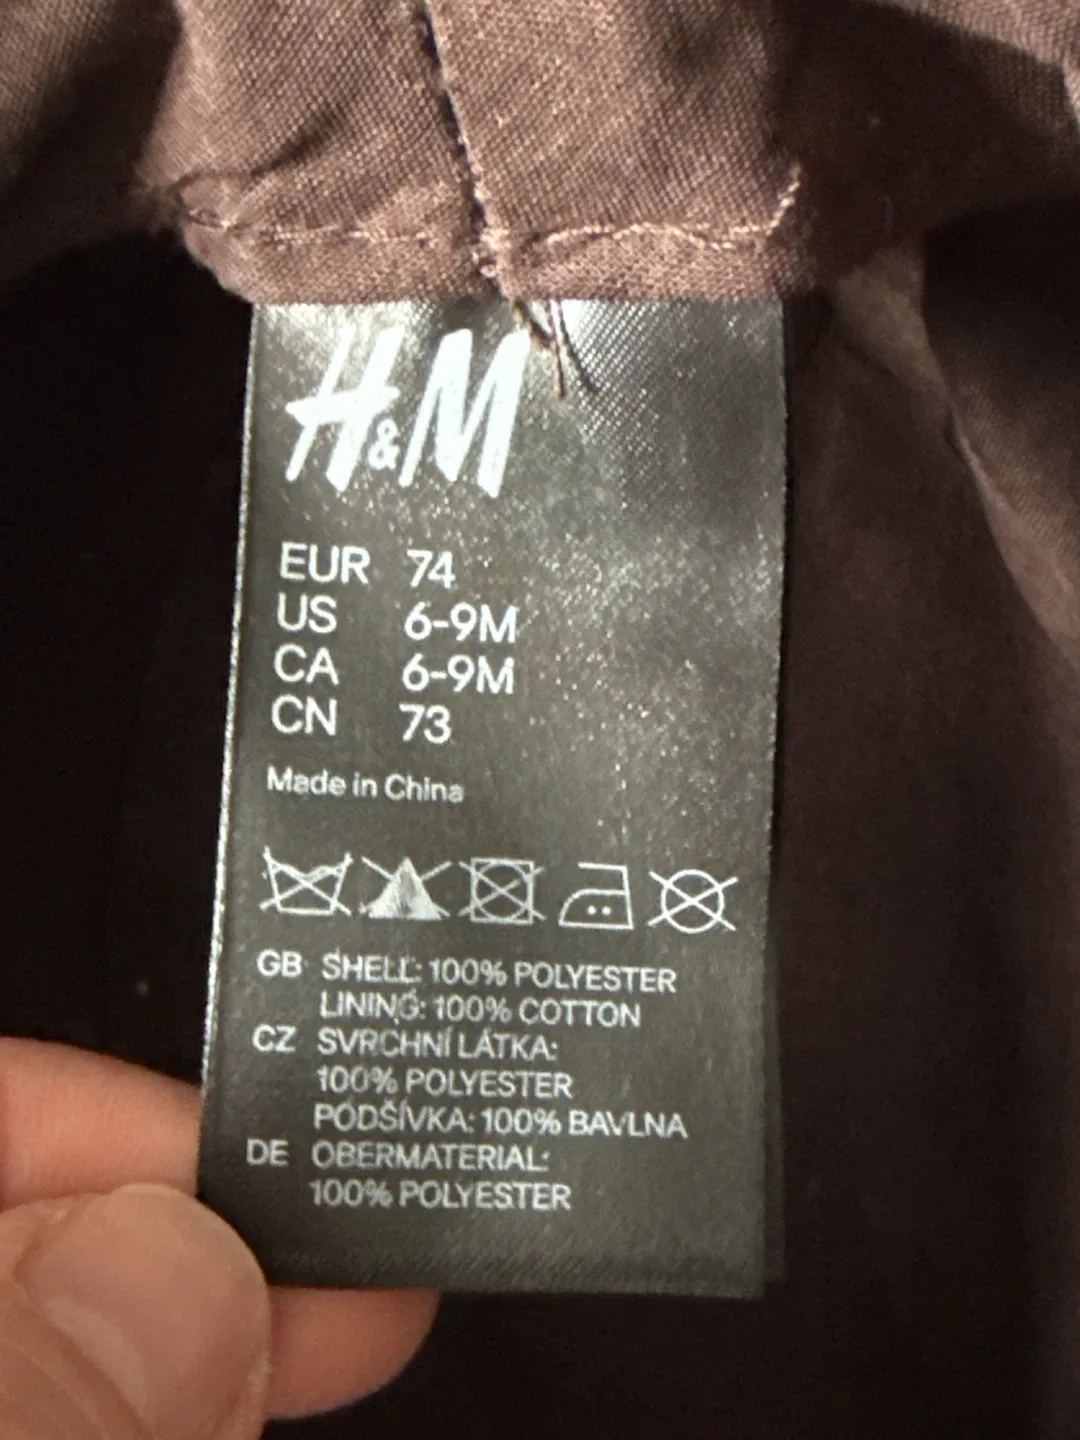 H&M
EUR 74
US 6-9M
CA 6-9M
CN 73
Made in China
GB SHELL: 100% POLYESTER
LINING: 100% COTTON
CZ SVRCHNÍ LÁTKA:
100% POLYESTER
PODŠÍVKA: 100% BAVLNA
DE OBERMATERIAL:
100% POLYESTER